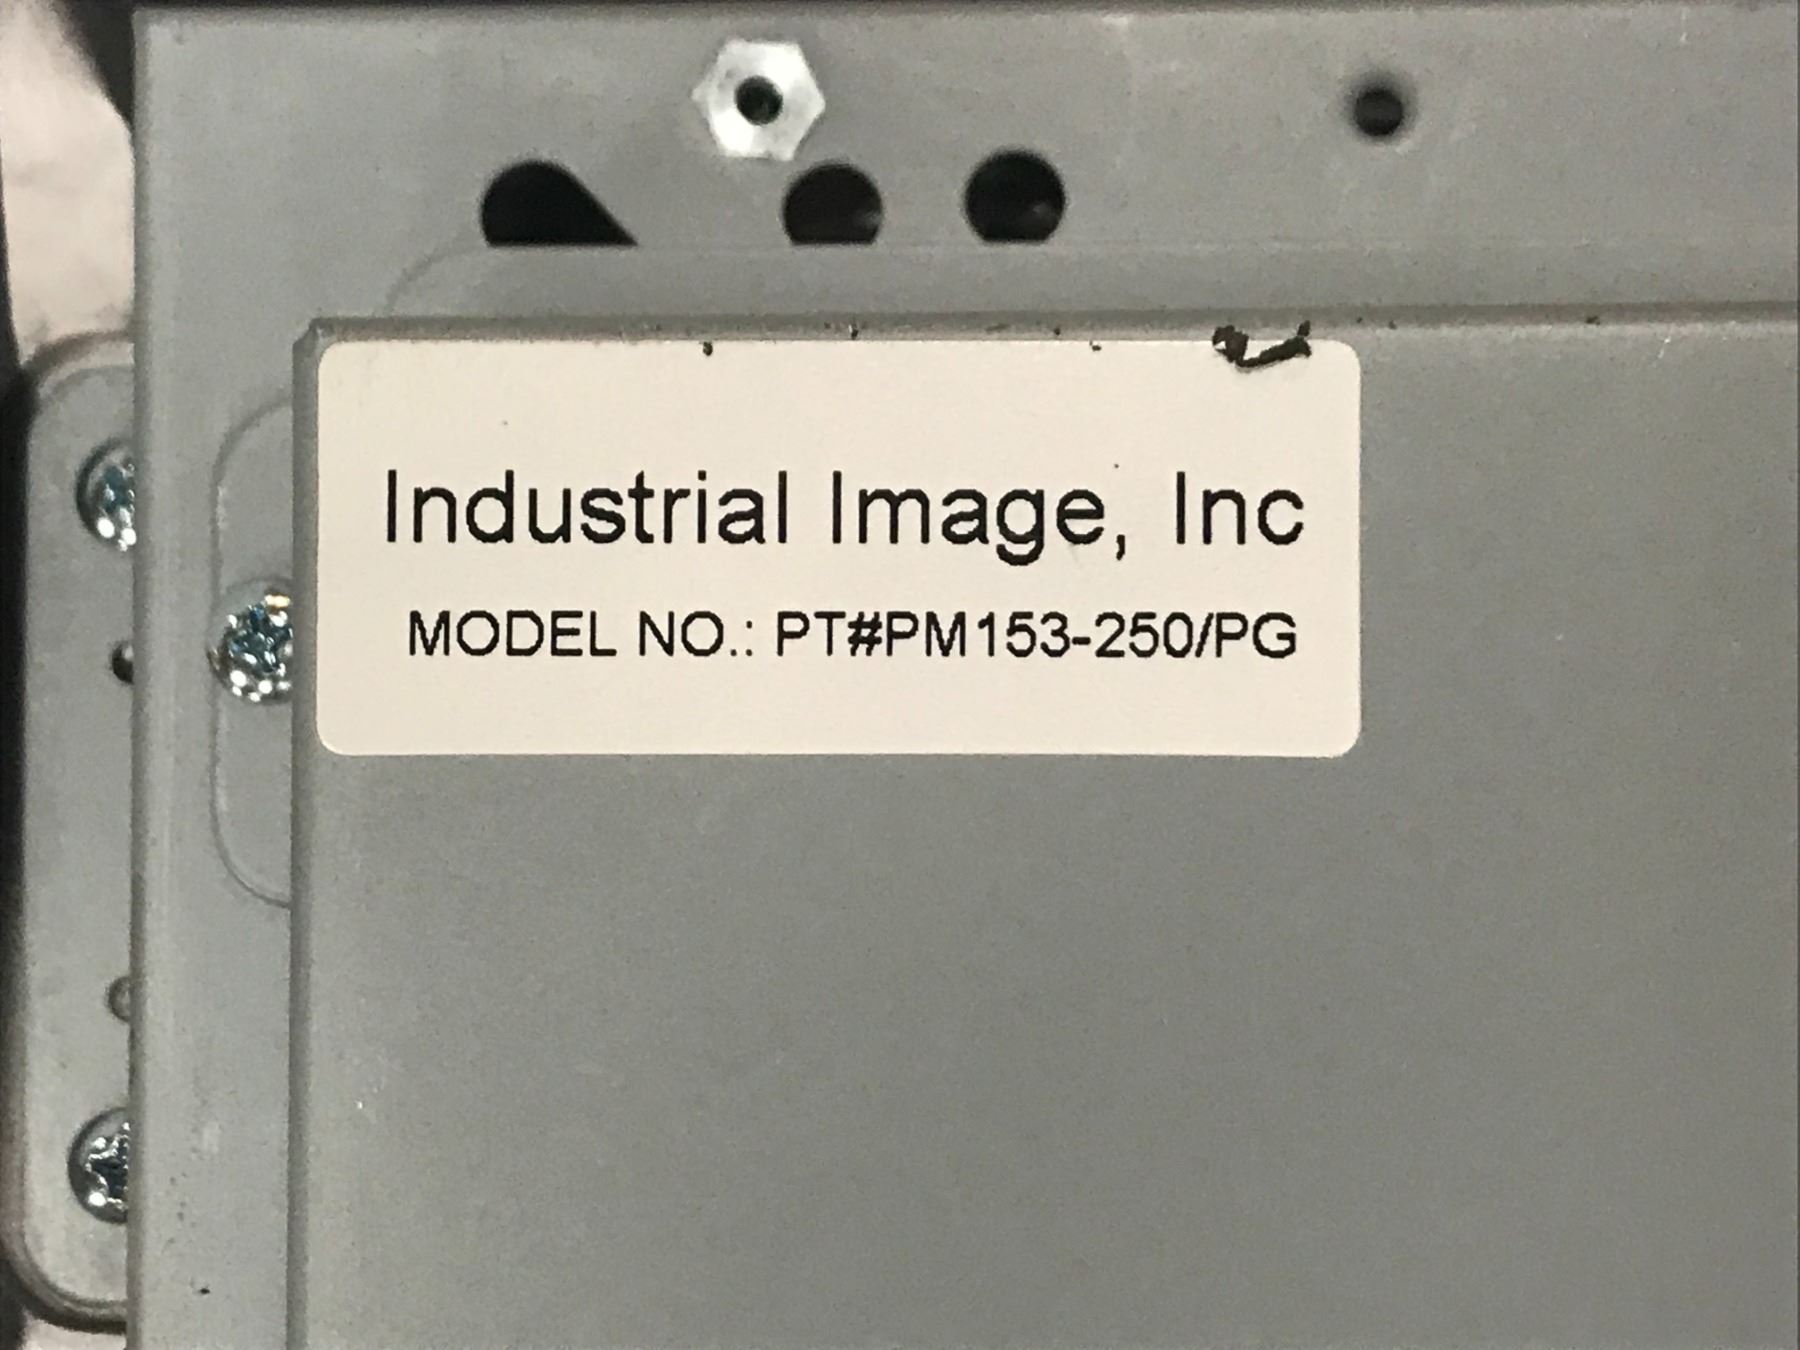 Industrial Image, Inc
MODEL NO.: PT#PM153-250/PG